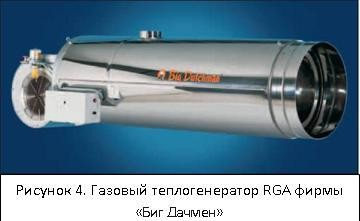 Big Dutchman
Рисунок 4. Газовый теплогенератор RGA фирмы
«Биг Дачмен»